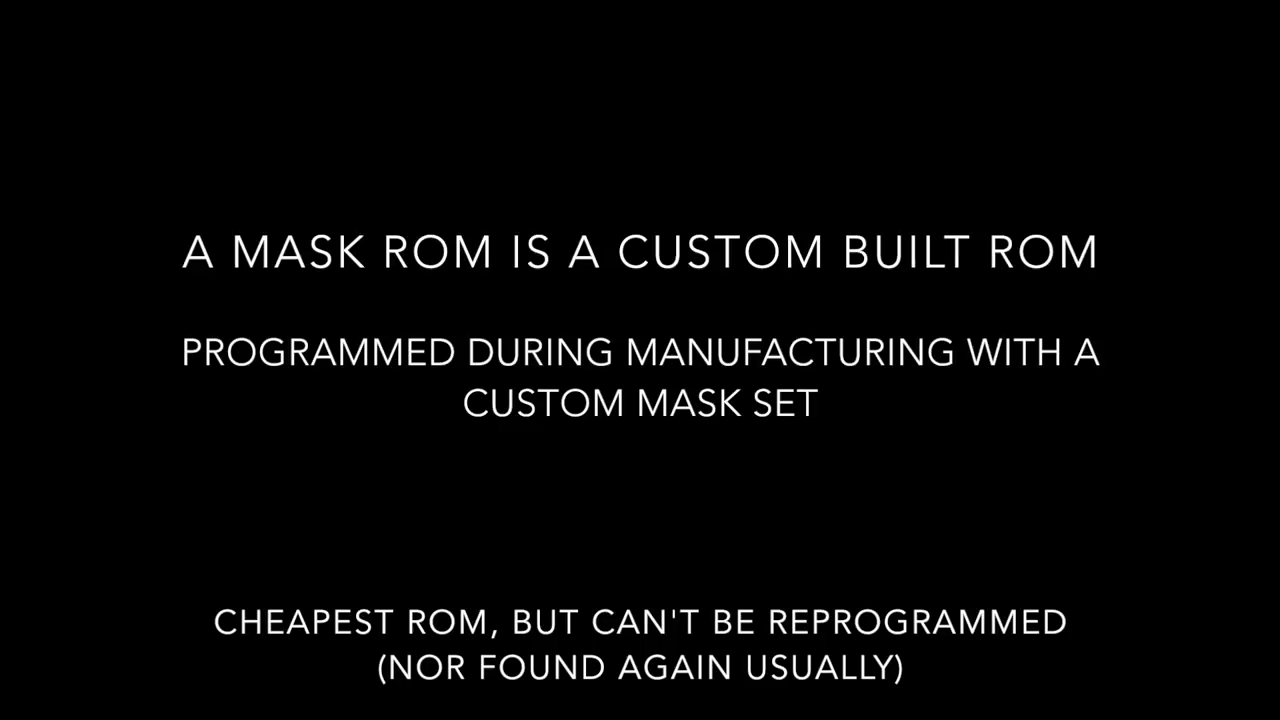 A MASK ROM IS A CUSTOM BUILT ROM
PROGRAMMED DURING MANUFACTURING WITH A
CUSTOM MASK SET
CHEAPEST ROM, BUT CAN'T BE REPROGRAMMED
(NOR FOUND AGAIN USUALLY)